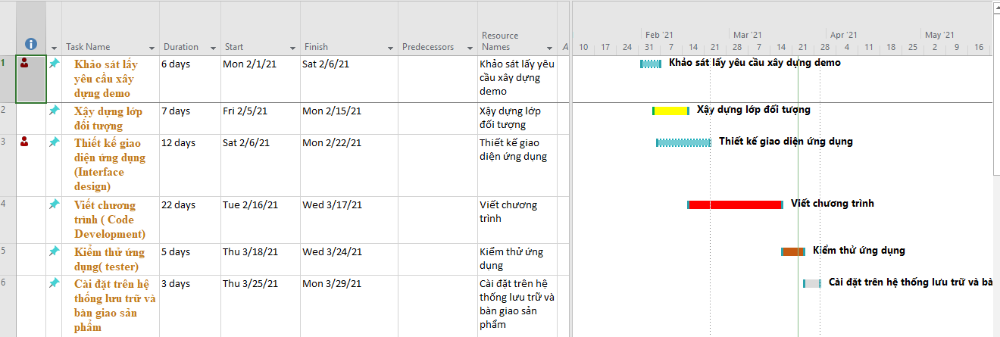 Resource
Task Name Duration Start Finish Predecessors Names A
Feb '21 Mar '21 Apr '21 May '21
10 17 24 31 7 14 21 28 7 14 21 28 4 11 18 25 2 9 16
1 Khảo sát lấy yêu cầu xây dựng demo 6 days Mon 2/1/21 Sat 2/6/21 Khảo sát lấy yêu cầu xây dựng demo
Khảo sát lấy yêu cầu xây dựng demo
2 Xậy dựng lớp đối tượng 7 days Fri 2/5/21 Mon 2/15/21 Xậy dựng lớp đối tượng
Xậy dựng lớp đối tượng
3 Thiết kế giao diện ứng dụng (Interface design) 12 days Sat 2/6/21 Mon 2/22/21 Thiết kế giao diện ứng dụng
Thiết kế giao diện ứng dụng
4 Viết chương trình ( Code Development) 22 days Tue 2/16/21 Wed 3/17/21 Viết chương trình
Viết chương trình
5 Kiểm thử ứng dụng( tester) 5 days Thu 3/18/21 Wed 3/24/21 Kiểm thử ứng dụng
Kiểm thử ứng dụng
6 Cài đặt trên hệ thống lưu trữ và bàn giao sản phẩm 3 days Thu 3/25/21 Mon 3/29/21 Cài đặt trên hệ thống lưu trữ và bàn giao sản phẩm
Cài đặt trên hệ thống lưu trữ và bà